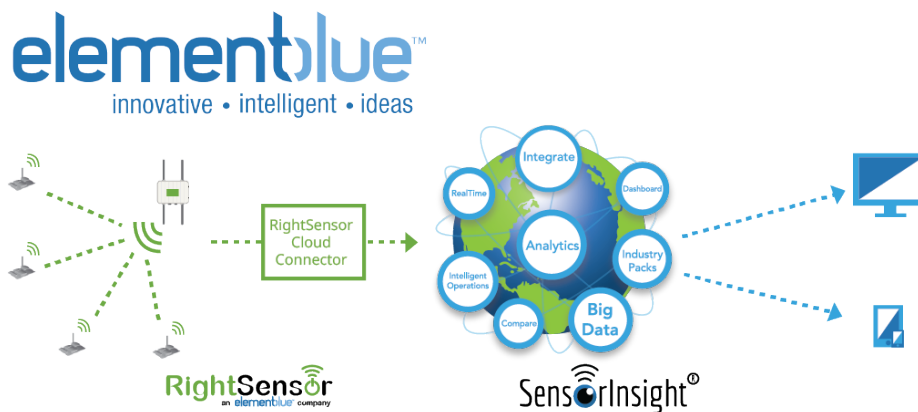 elementblue™
innovative • intelligent • ideas
RightSensor
Cloud
Connector
Integrate
RealTime
Dashboard
Analytics
Industry
Packs
Intelligent
Operations
Compare
Big
Data
RightSensor
an elementblue™ company
SensorInsight